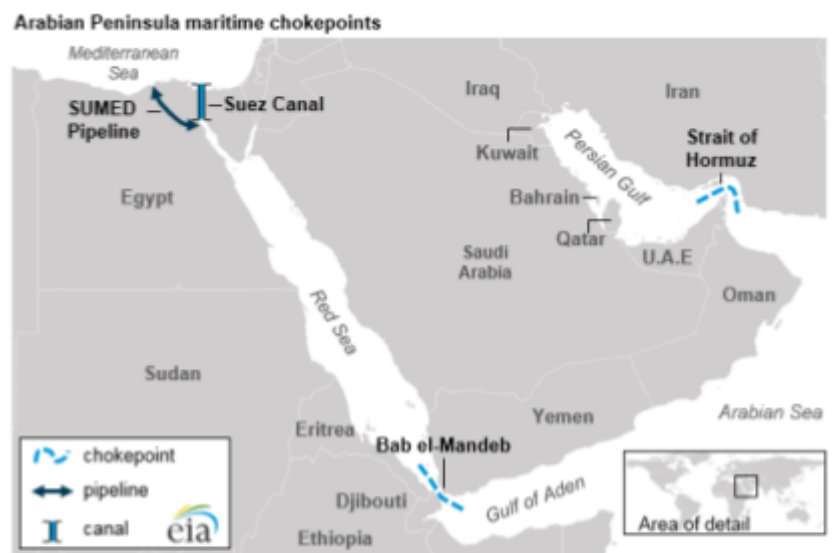 Arabian Peninsula maritime chokepoints
Mediterranean
Sea
SUMED
Pipeline
Suez Canal
Iraq
Iran
Kuwait
Persian Gulf
Strait of
Hormuz
Egypt
Bahrain
Qatar
Saudi
Arabia
U.A.E
Oman
Red Sea
Sudan
Eritrea
Yemen
Arabian Sea
Bab el-Mandeb
Djibouti
Gulf of Aden
Ethiopia
chokepoint
pipeline
canal
eia
Area of detail